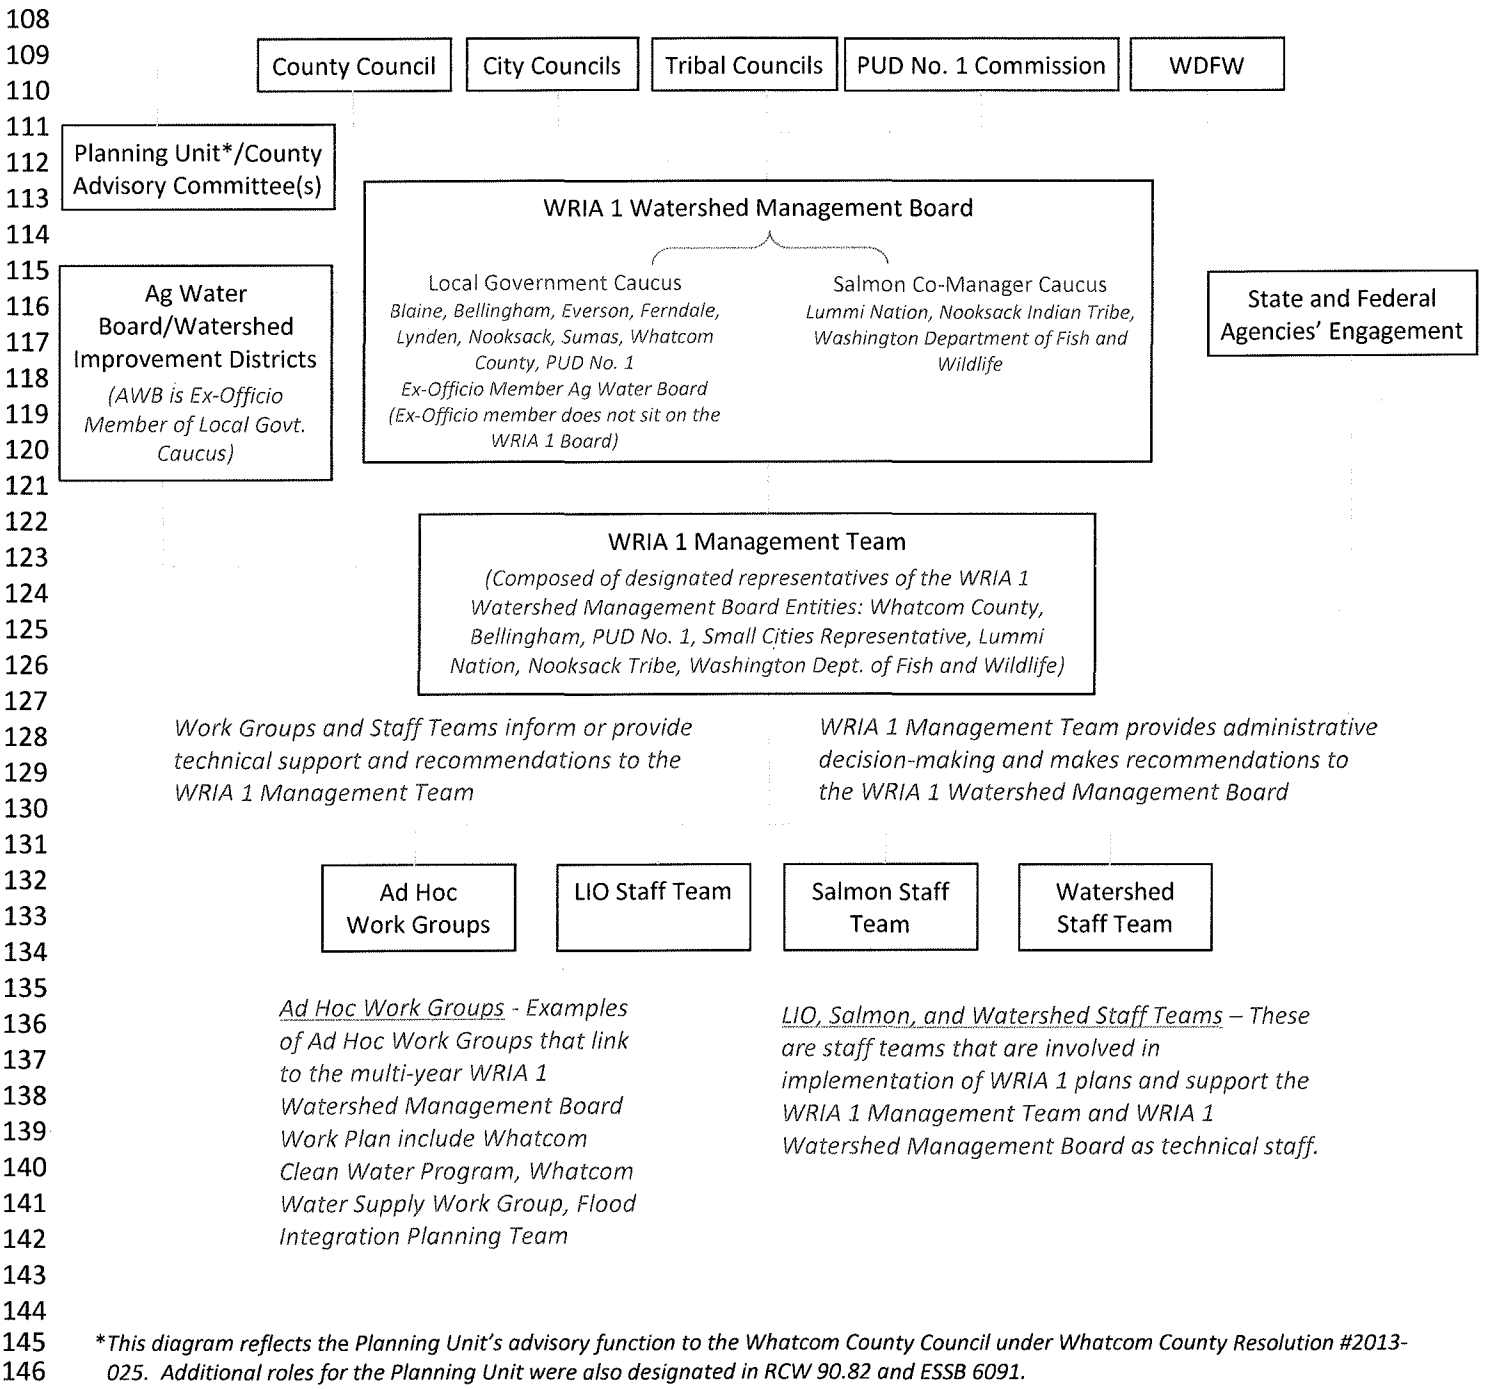 108
109
110
111
112
113
114
115
116
117
118
119
120
121
122
123
124
125
126
127
128
129
130
131
132
133
134
135
136
137
138
139
140
141
142
143
144
145
146
County Council
City Councils
Tribal Councils
PUD No. 1 Commission
WDFW
Planning Unit*/County
Advisory Committee(s)
WRIA 1 Watershed Management Board
Local Government Caucus
Blaine, Bellingham, Everson, Ferndale,
Lynden, Nooksack, Sumas, Whatcom
County, PUD No. 1
Ex-Officio Member Ag Water Board
(Ex-Officio member does not sit on the
WRIA 1 Board)
Salmon Co-Manager Caucus
Lummi Nation, Nooksack Indian Tribe,
Washington Department of Fish and
Wildlife
Ag Water
Board/Watershed
Improvement Districts
(AWB is Ex-Officio
Member of Local Govt.
Caucus)
State and Federal
Agencies' Engagement
WRIA 1 Management Team
(Composed of designated representatives of the WRIA 1
Watershed Management Board Entities: Whatcom County,
Bellingham, PUD No. 1, Small Cities Representative, Lummi
Nation, Nooksack Tribe, Washington Dept. of Fish and Wildlife)
Work Groups and Staff Teams inform or provide
technical support and recommendations to the
WRIA 1 Management Team
WRIA 1 Management Team provides administrative
decision-making and makes recommendations to
the WRIA 1 Watershed Management Board
Ad Hoc
Work Groups
LIO Staff Team
Salmon Staff
Team
Watershed
Staff Team
Ad Hoc Work Groups - Examples
of Ad Hoc Work Groups that link
to the multi-year WRIA 1
Watershed Management Board
Work Plan include Whatcom
Clean Water Program, Whatcom
Water Supply Work Group, Flood
Integration Planning Team
LIO, Salmon, and Watershed Staff Teams – These
are staff teams that are involved in
implementation of WRIA 1 plans and support the
WRIA 1 Management Team and WRIA 1
Watershed Management Board as technical staff.
*This diagram reflects the Planning Unit's advisory function to the Whatcom County Council under Whatcom County Resolution #2013-
025. Additional roles for the Planning Unit were also designated in RCW 90.82 and ESSB 6091.